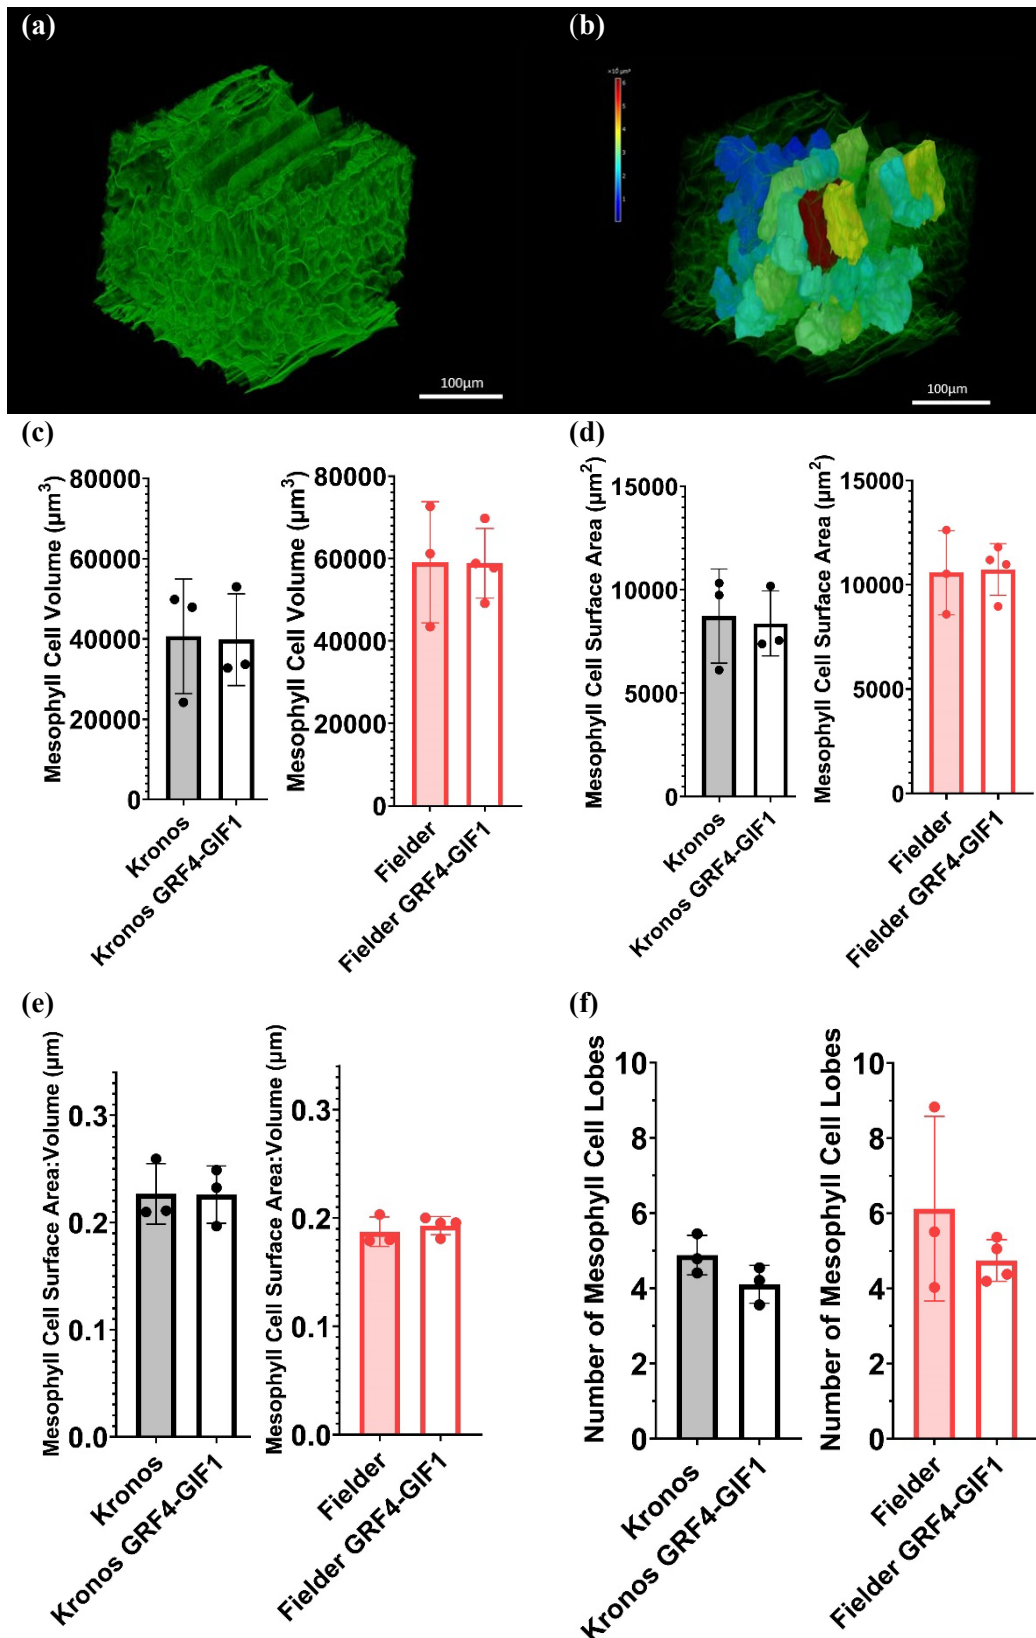 (a)
100µm
(b)
6
5
4
3
2
1
100µm
(c)
Mesophyll Cell Volume (µm³)
80000
60000
40000
20000
0
Kronos
Kronos GRF4-GIF1
Mesophyll Cell Volume (µm³)
80000
60000
40000
20000
0
Fielder
Fielder GRF4-GIF1
(d)
Mesophyll Cell Surface Area (µm²)
15000
10000
5000
0
Kronos
Kronos GRF4-GIF1
Mesophyll Cell Surface Area (µm²)
15000
10000
5000
0
Fielder
Fielder GRF4-GIF1
(e)
Mesophyll Cell Surface Area:Volume (µm)
0.3
0.2
0.1
0.0
Kronos
Kronos GRF4-GIF1
Mesophyll Cell Surface Area:Volume (µm)
0.3
0.2
0.1
0.0
Fielder
Fielder GRF4-GIF1
(f)
Number of Mesophyll Cell Lobes
10
8
6
4
2
0
Kronos
Kronos GRF4-GIF1
Number of Mesophyll Cell Lobes
10
8
6
4
2
0
Fielder
Fielder GRF4-GIF1